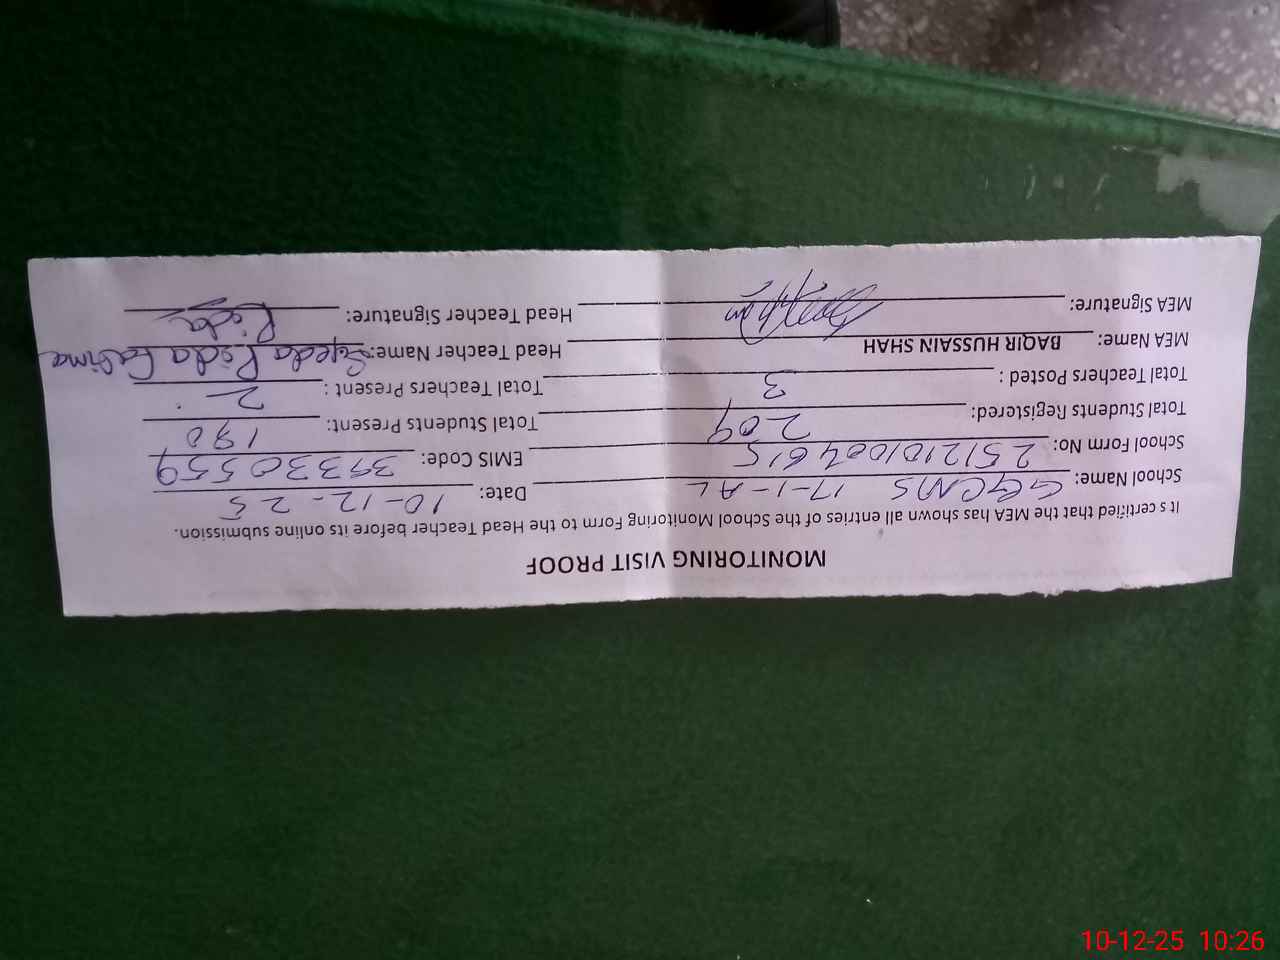 MONITORING VISIT PROOF
It s certified that the MEA has shown all entries of the School Monitoring Form to the Head Teacher before its online submission.
School Name: GGCMS 17-1-AL Date: 10-12-25
School Form No: 2512101004615 EMIS Code: 39330559
Total Students Registered: 209 Total Students Present: 190
Total Teachers Posted : 3 Total Teachers Present : 2
MEA Name: BAQIR HUSSAIN SHAH Head Teacher Name: Syeda Rida Fatima
MEA Signature: Head Teacher Signature: Rida
10-12-25 10:26